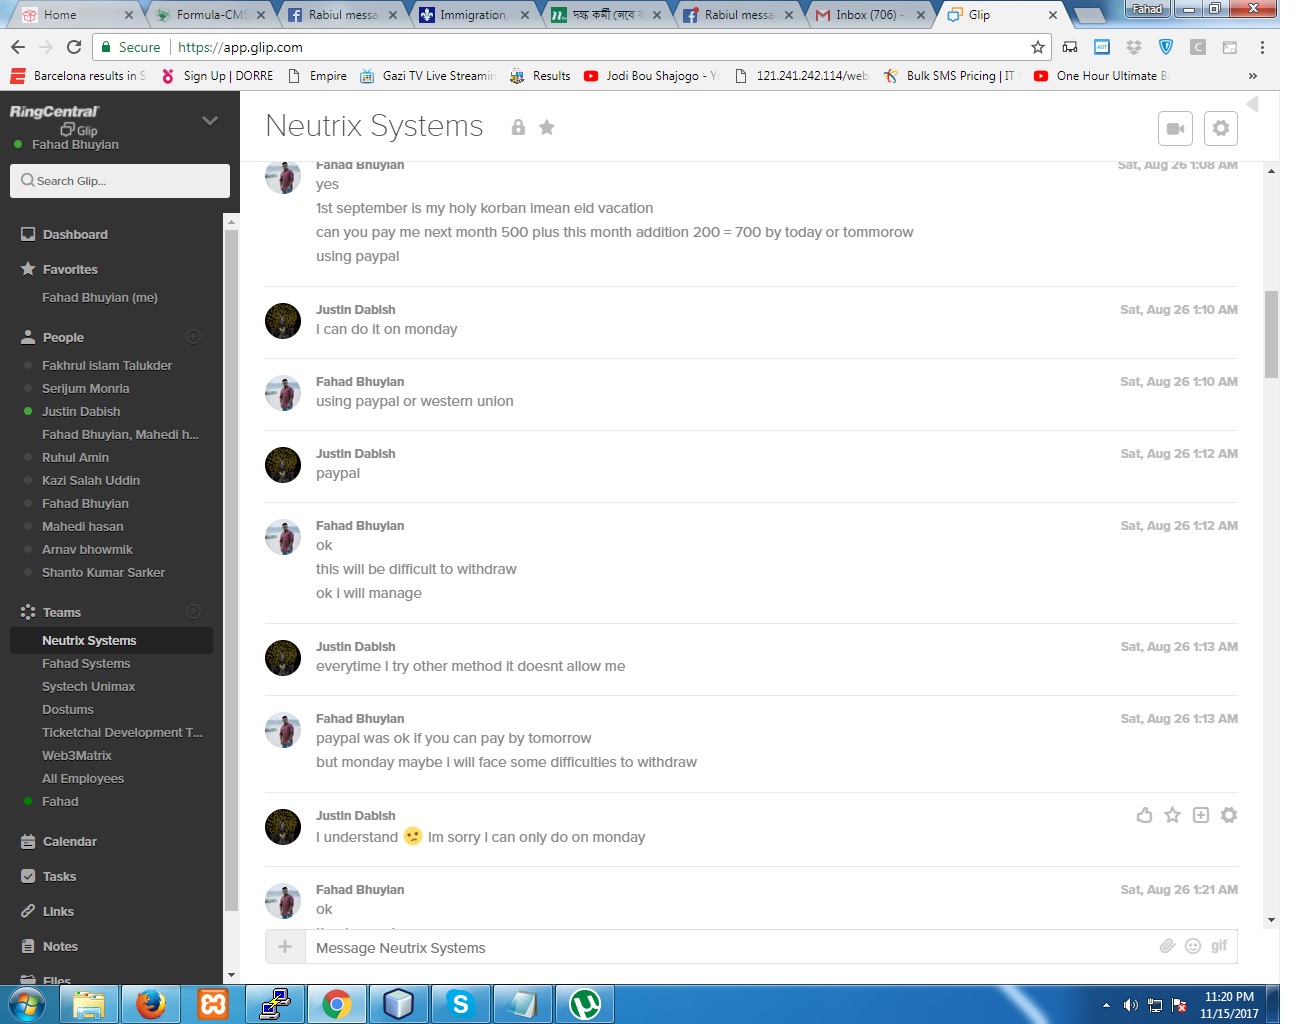 Home
Formula-CMS
Rabiul messa
Immigration,
দক্ষ কর্মী নেবে
Rabiul messa
Inbox (706) -
Glip
Fahad
Secure
https://app.glip.com
Barcelona results in S
Sign Up | DORRE
Empire
Gazi TV Live Streamin
Results
Jodi Bou Shajogo - Yo
121.241.242.114/web
Bulk SMS Pricing | IT S
One Hour Ultimate Be
»
RingCentral
Glip
Fahad Bhuyian
Search Glip...
Dashboard
Favorites
Fahad Bhuyian (me)
People
Fakhrul islam Talukder
Serijum Monria
Justin Dabish
Fahad Bhuyian, Mahedi h...
Ruhul Amin
Kazi Salah Uddin
Fahad Bhuyian
Mahedi hasan
Arnav bhowmik
Shanto Kumar Sarker
Teams
Neutrix Systems
Fahad Systems
Systech Unimax
Dostums
Ticketchai Development T...
Web3Matrix
All Employees
Fahad
Calendar
Tasks
Links
Notes
Files
Neutrix Systems
Fahad Bhuyian
Sat, Aug 26 1:08 AM
yes
1st september is my holy korban imean eid vacation
can you pay me next month 500 plus this month addition 200 = 700 by today or tommorow
using paypal
Justin Dabish
Sat, Aug 26 1:10 AM
I can do it on monday
Fahad Bhuyian
Sat, Aug 26 1:10 AM
using paypal or western union
Justin Dabish
Sat, Aug 26 1:12 AM
paypal
Fahad Bhuyian
Sat, Aug 26 1:12 AM
ok
this will be difficult to withdraw
ok i will manage
Justin Dabish
Sat, Aug 26 1:13 AM
everytime I try other method it doesnt allow me
Fahad Bhuyian
Sat, Aug 26 1:13 AM
paypal was ok if you can pay by tomorrow
but monday maybe i will face some difficulties to withdraw
Justin Dabish
I understand 😕 Im sorry I can only do on monday
Fahad Bhuyian
Sat, Aug 26 1:21 AM
ok
Message Neutrix Systems
gif
11:20 PM
11/15/2017